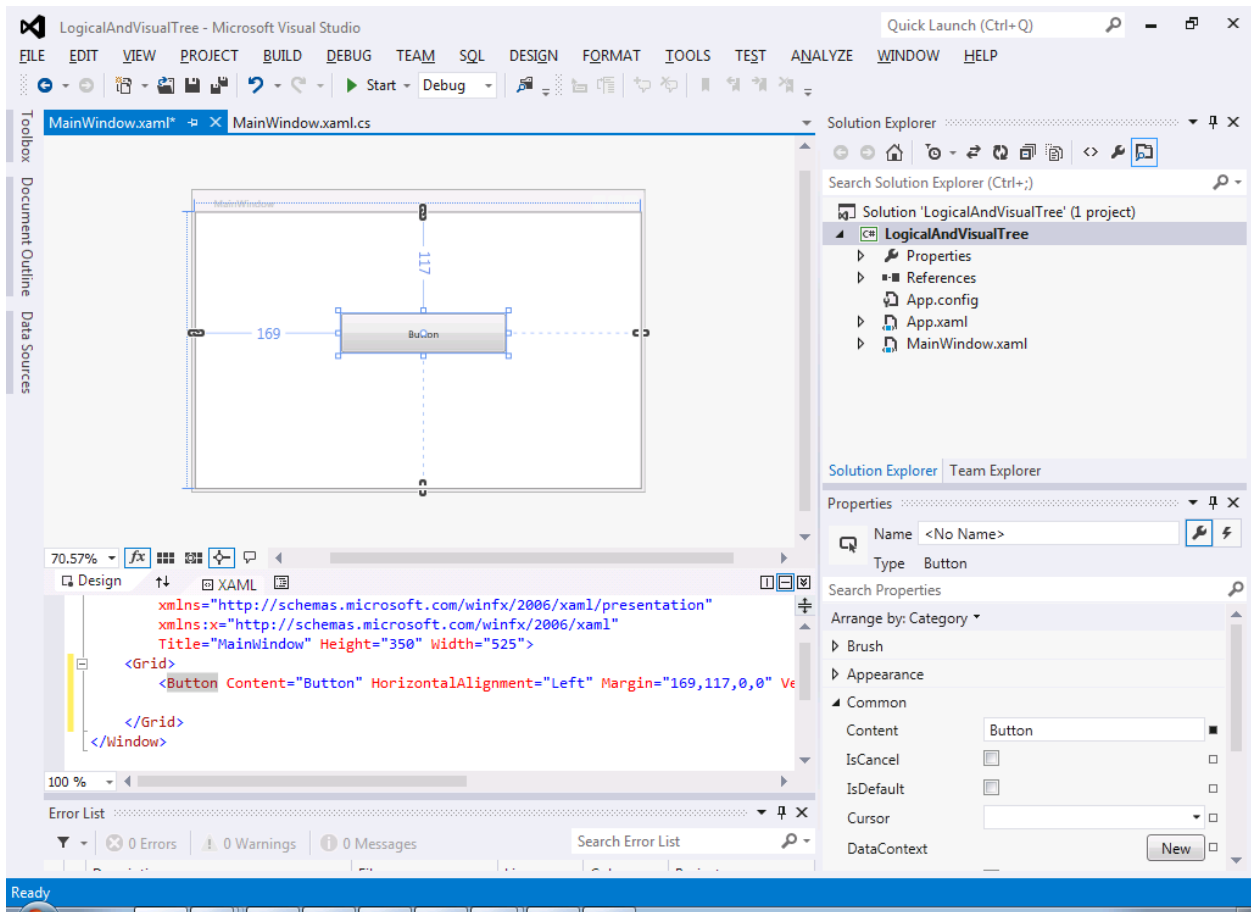 LogicalAndVisualTree - Microsoft Visual Studio
Quick Launch (Ctrl+Q)
FILE EDIT VIEW PROJECT BUILD DEBUG TEAM SQL DESIGN FORMAT TOOLS TEST ANALYZE WINDOW HELP
Start Debug
Toolbox
Document Outline
Data Sources
MainWindow.xaml* MainWindow.xaml.cs
MainWindow
117
169
Button
70.57% fx
Design XAML
xmlns="http://schemas.microsoft.com/winfx/2006/xaml/presentation"
xmlns:x="http://schemas.microsoft.com/winfx/2006/xaml"
Title="MainWindow" Height="350" Width="525">
<Grid>
<Button Content="Button" HorizontalAlignment="Left" Margin="169,117,0,0" Ve
</Grid>
</Window>
100 %
Error List
0 Errors 0 Warnings 0 Messages
Search Error List
Solution Explorer
Search Solution Explorer (Ctrl+;)
Solution 'LogicalAndVisualTree' (1 project)
C# LogicalAndVisualTree
Properties
References
App.config
App.xaml
MainWindow.xaml
Solution Explorer Team Explorer
Properties
Name <No Name>
Type Button
Search Properties
Arrange by: Category
Brush
Appearance
Common
Content Button
IsCancel
IsDefault
Cursor
DataContext New
Ready